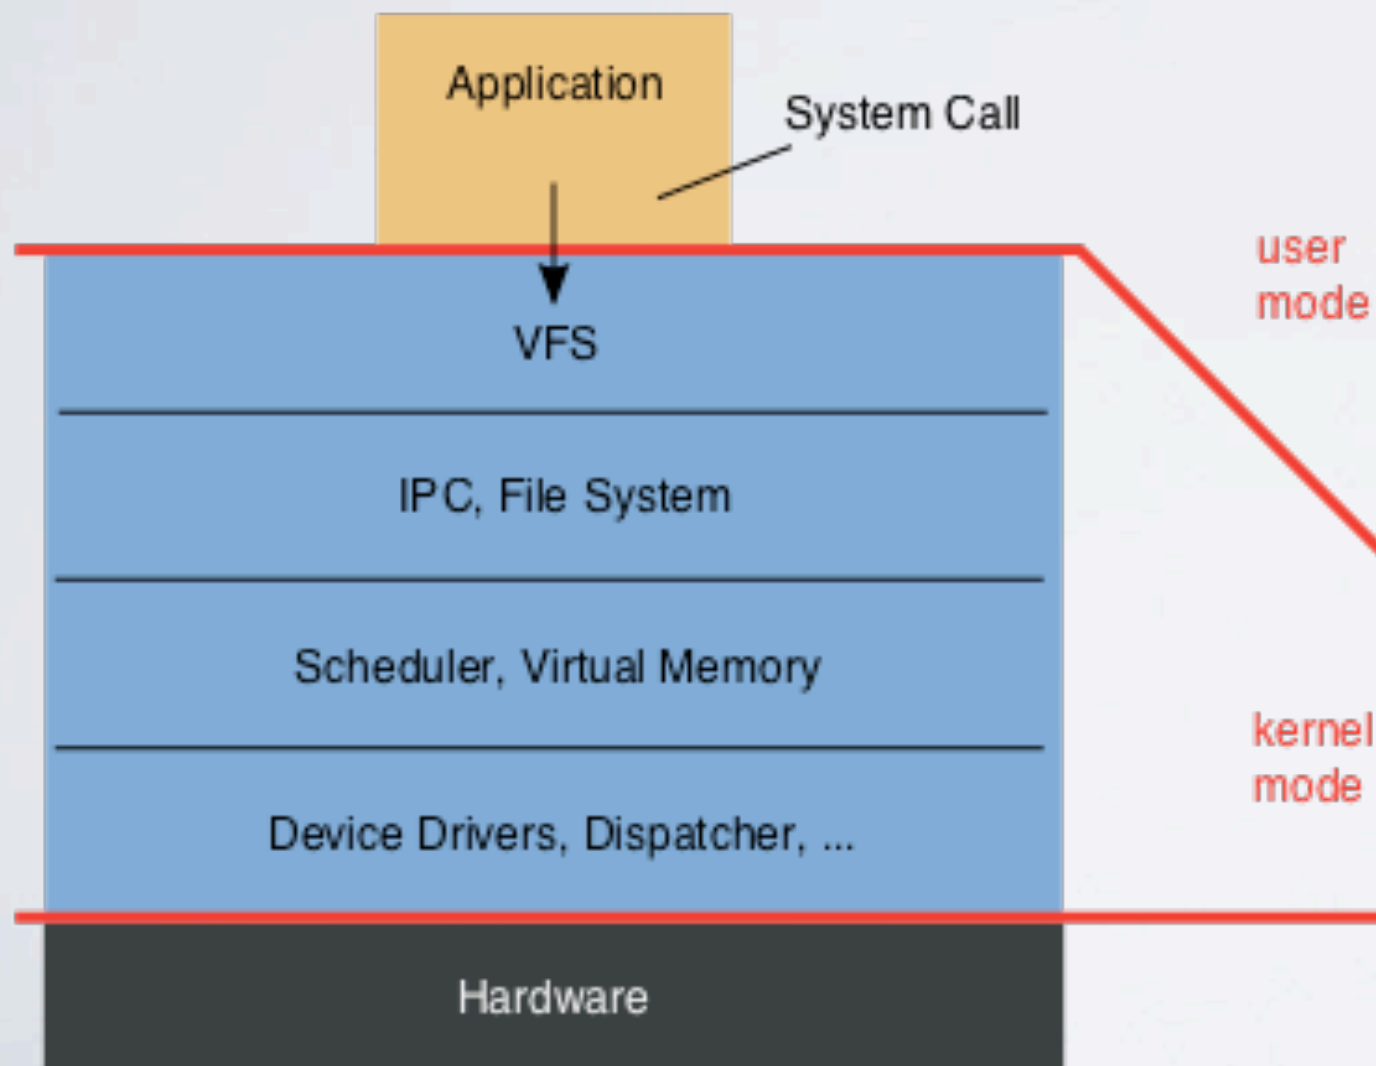 Application
System Call
user
mode
VFS
IPC, File System
Scheduler, Virtual Memory
kernel
mode
Device Drivers, Dispatcher, ...
Hardware